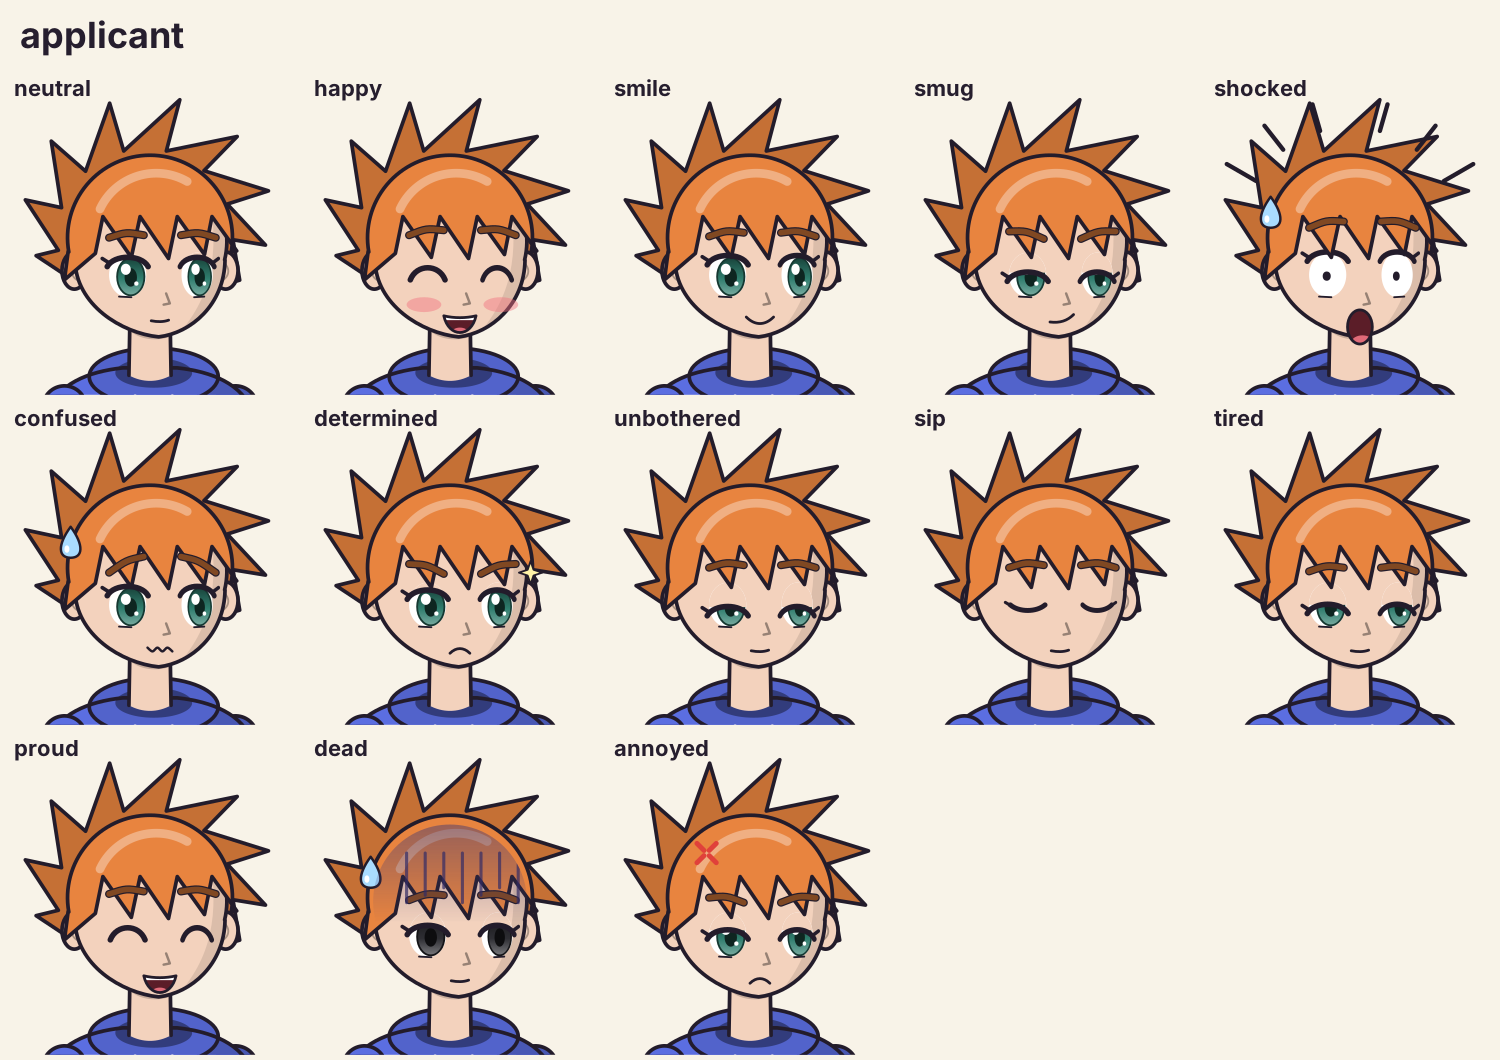 applicant
neutral
happy
smile
smug
shocked
confused
determined
unbothered
sip
tired
proud
dead
annoyed